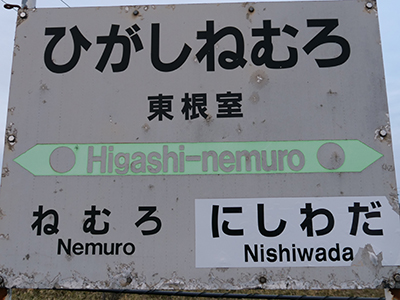 ひがしねむろ
東根室
Higashi-nemuro
ねむろ にしわだ
Nemuro Nishiwada